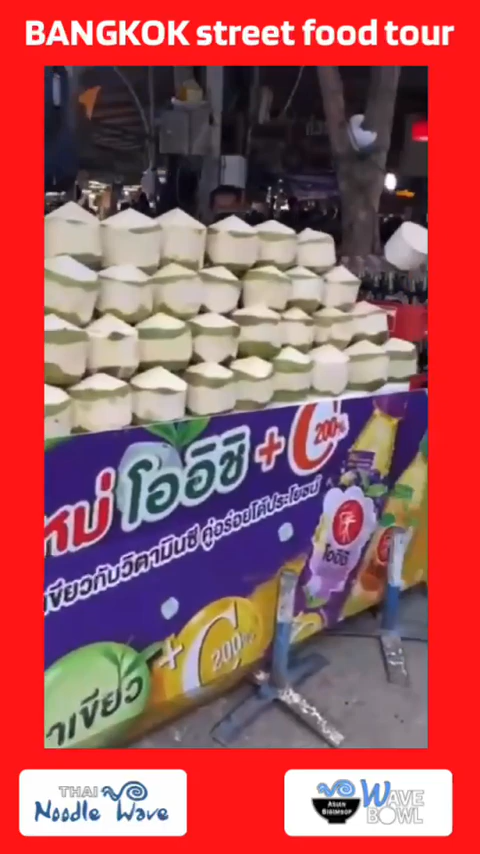 BANGKOK street food tour
หม่ โออิชิ + C 200%
เขียวกับวิตามินซี คู่อร่อยได้ประโยชน์
โออิชิ
+ C 200%
าเขียว
THAI
Noodle Wave
ASIAN
BIBIMBOP
WAVE
BOWL